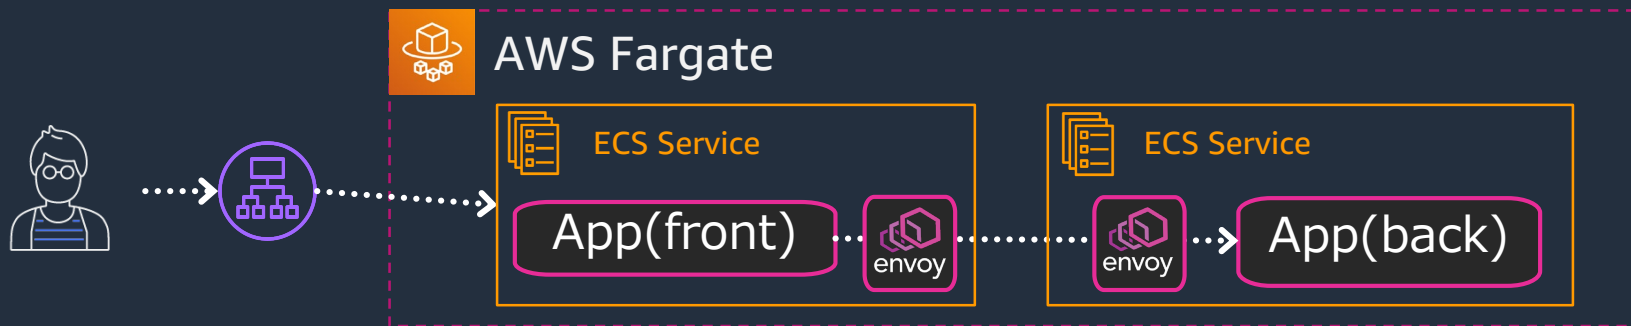 AWS Fargate
ECS Service
App(front)
envoy
ECS Service
envoy
App(back)